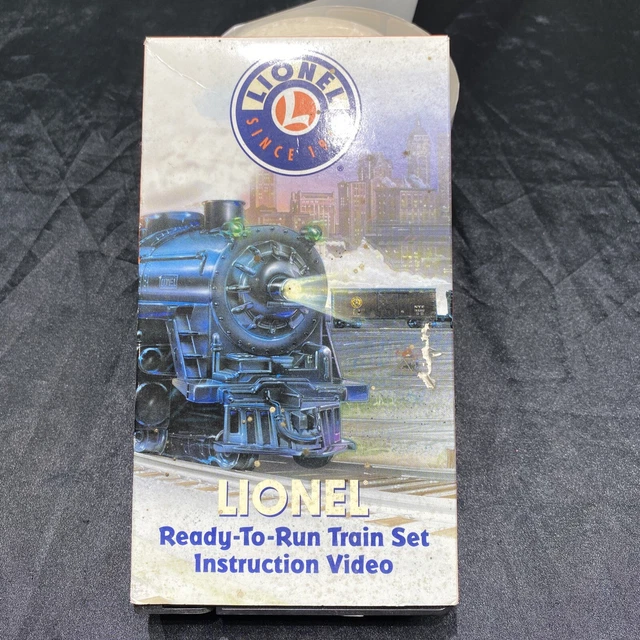 LIONEL
L
SINCE 19
®
LIONEL
Ready-To-Run Train Set
Instruction Video